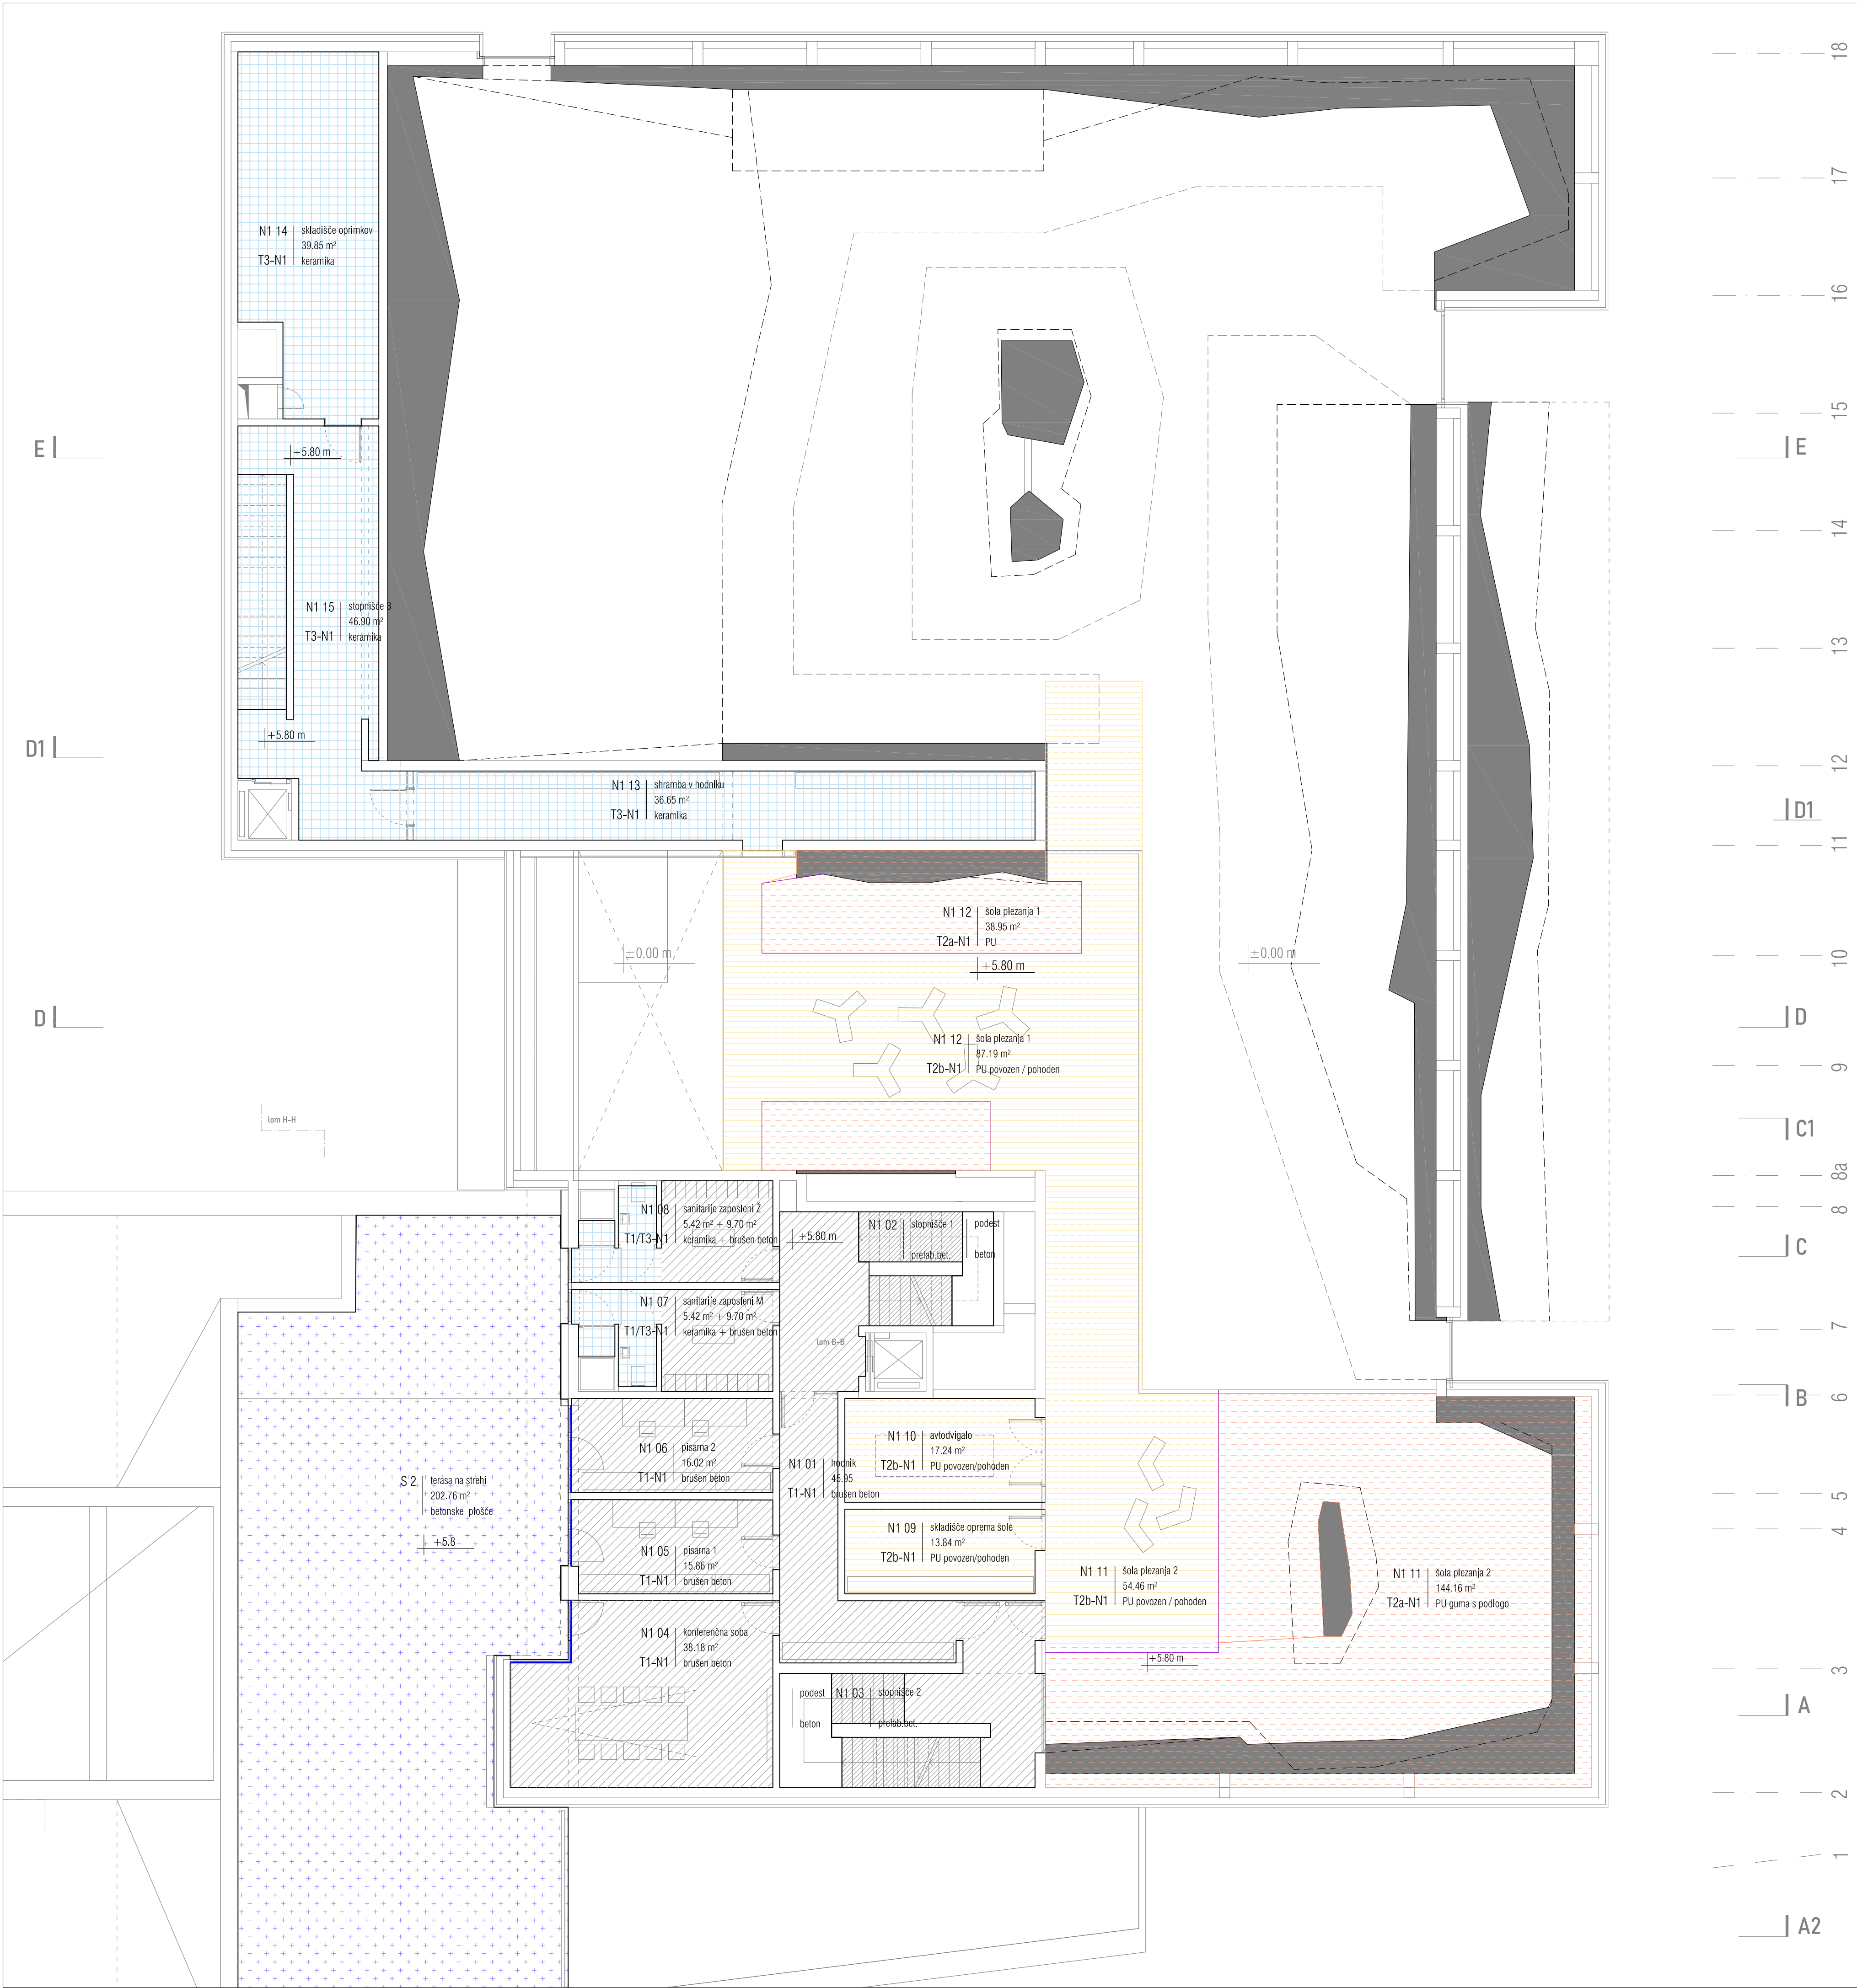 18
17
16
15
14
13
12
11
10
9
8a
8
7
6
5
4
3
2
1
E
E
D1
D1
D
D
C1
C
B
A
A2
N1 14
skladišče oprimkov
39.85 m²
T3-N1
keramika
+5.80 m
N1 15
stopnišče 3
46.90 m²
T3-N1
keramika
+5.80 m
N1 13
shramba v hodniku
36.65 m²
T3-N1
keramika
N1 12
šola plezanja 1
38.95 m²
T2a-N1
PU
+5.80 m
±0.00 m
±0.00 m
N1 12
šola plezanja 1
87.19 m²
T2b-N1
PU povozen / pohoden
lom H-H
N1 08
sanitarije zaposleni Ž
5.42 m² + 9.70 m²
T1/T3-N1
keramika + brušen beton
+5.80 m
N1 02
stopnišče 1
prefab.bet.
podest
beton
N1 07
sanitarije zaposleni M
5.42 m² + 9.70 m²
T1/T3-N1
keramika + brušen beton
lom B-B
N1 06
pisarna 2
16.02 m²
T1-N1
brušen beton
N1 01
hodnik
45.95
T1-N1
brušen beton
N1 10
avtodvigalo
17.24 m²
T2b-N1
PU povozen/pohoden
S 2
terasa na strehi
202.76 m²
betonske plošče
+5.8
N1 05
pisarna 1
15.86 m²
T1-N1
brušen beton
N1 09
skladišče oprema šole
13.84 m²
T2b-N1
PU povozen/pohoden
N1 11
šola plezanja 2
54.46 m²
T2b-N1
PU povozen / pohoden
N1 11
šola plezanja 2
144.16 m²
T2a-N1
PU guma s podlogo
N1 04
konferenčna soba
38.18 m²
T1-N1
brušen beton
+5.80 m
podest
beton
N1 03
stopnišče 2
prefab.bet.